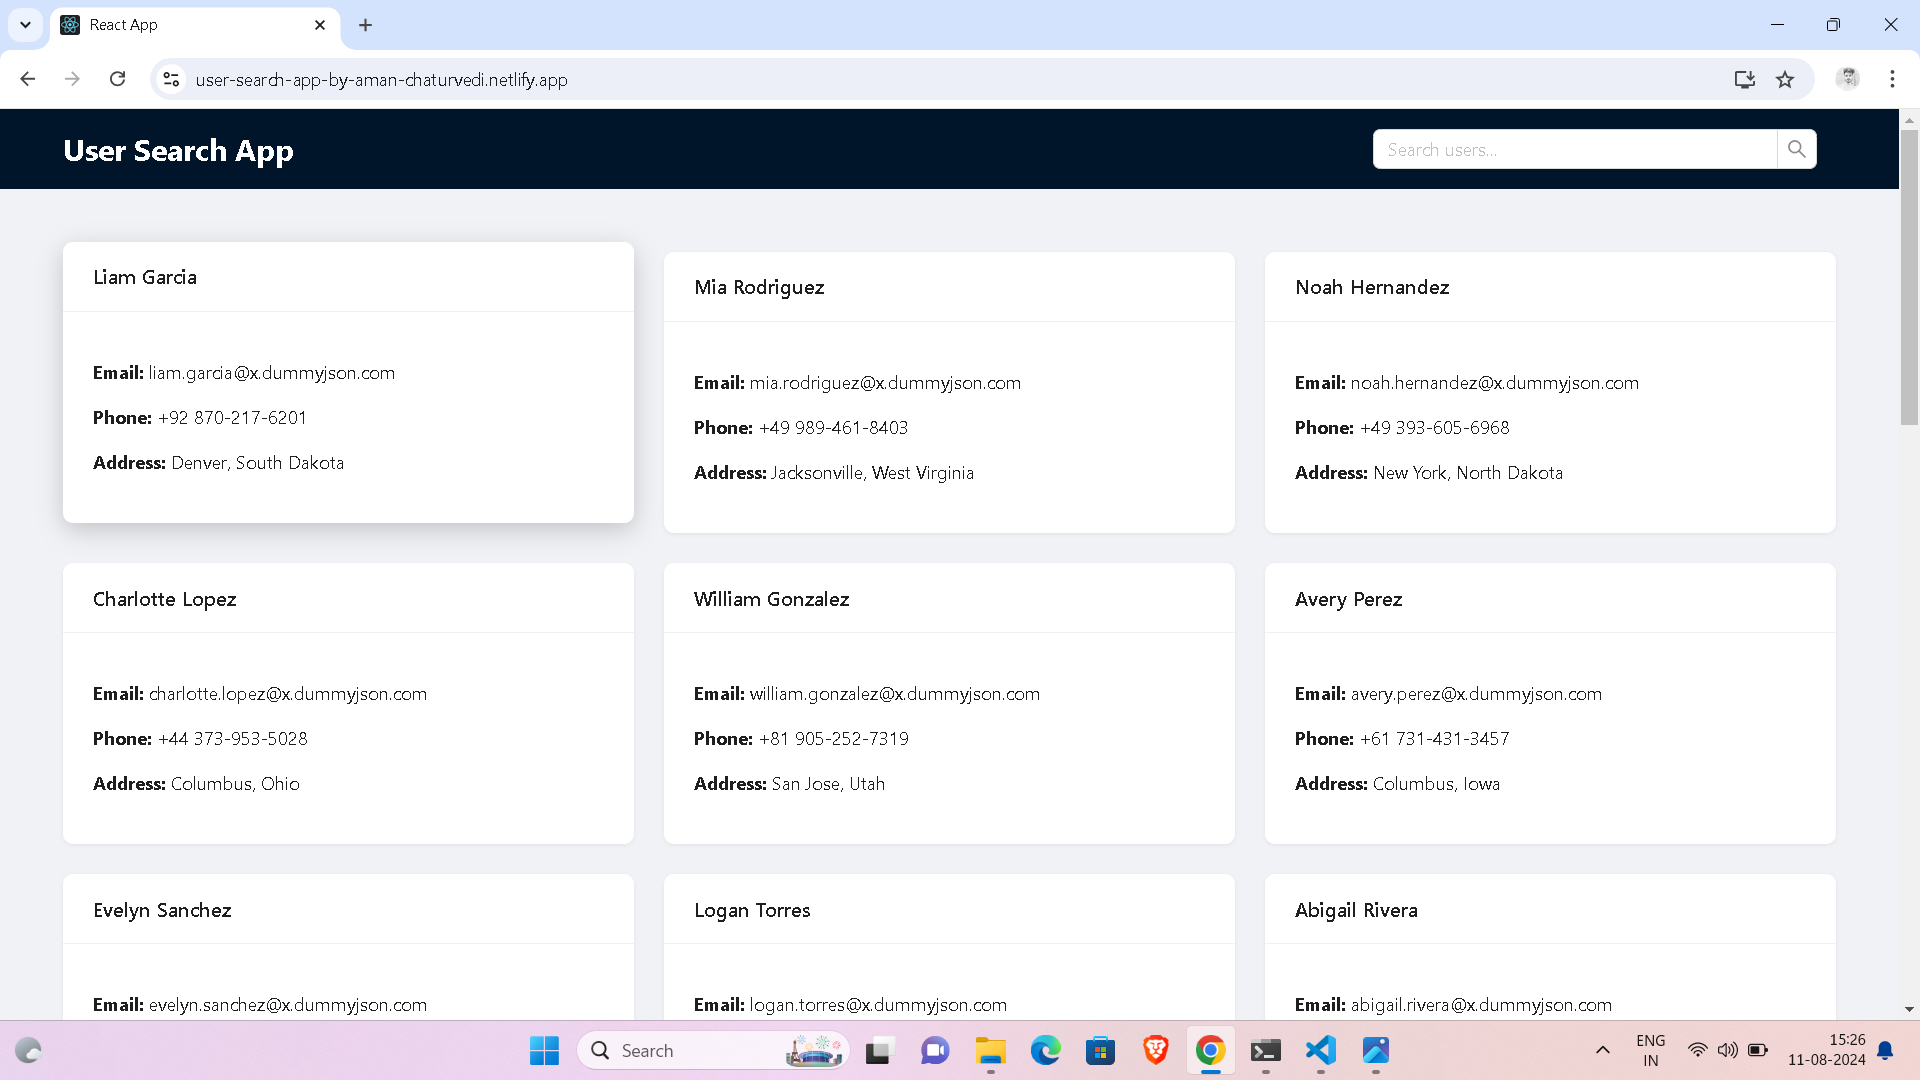 React App
user-search-app-by-aman-chaturvedi.netlify.app
User Search App
Search users...
Liam Garcia
Email: liam.garcia@x.dummyjson.com
Phone: +92 870-217-6201
Address: Denver, South Dakota
Mia Rodriguez
Email: mia.rodriguez@x.dummyjson.com
Phone: +49 989-461-8403
Address: Jacksonville, West Virginia
Noah Hernandez
Email: noah.hernandez@x.dummyjson.com
Phone: +49 393-605-6968
Address: New York, North Dakota
Charlotte Lopez
Email: charlotte.lopez@x.dummyjson.com
Phone: +44 373-953-5028
Address: Columbus, Ohio
William Gonzalez
Email: william.gonzalez@x.dummyjson.com
Phone: +81 905-252-7319
Address: San Jose, Utah
Avery Perez
Email: avery.perez@x.dummyjson.com
Phone: +61 731-431-3457
Address: Columbus, Iowa
Evelyn Sanchez
Email: evelyn.sanchez@x.dummyjson.com
Logan Torres
Email: logan.torres@x.dummyjson.com
Abigail Rivera
Email: abigail.rivera@x.dummyjson.com
Search
ENG
IN
15:26
11-08-2024